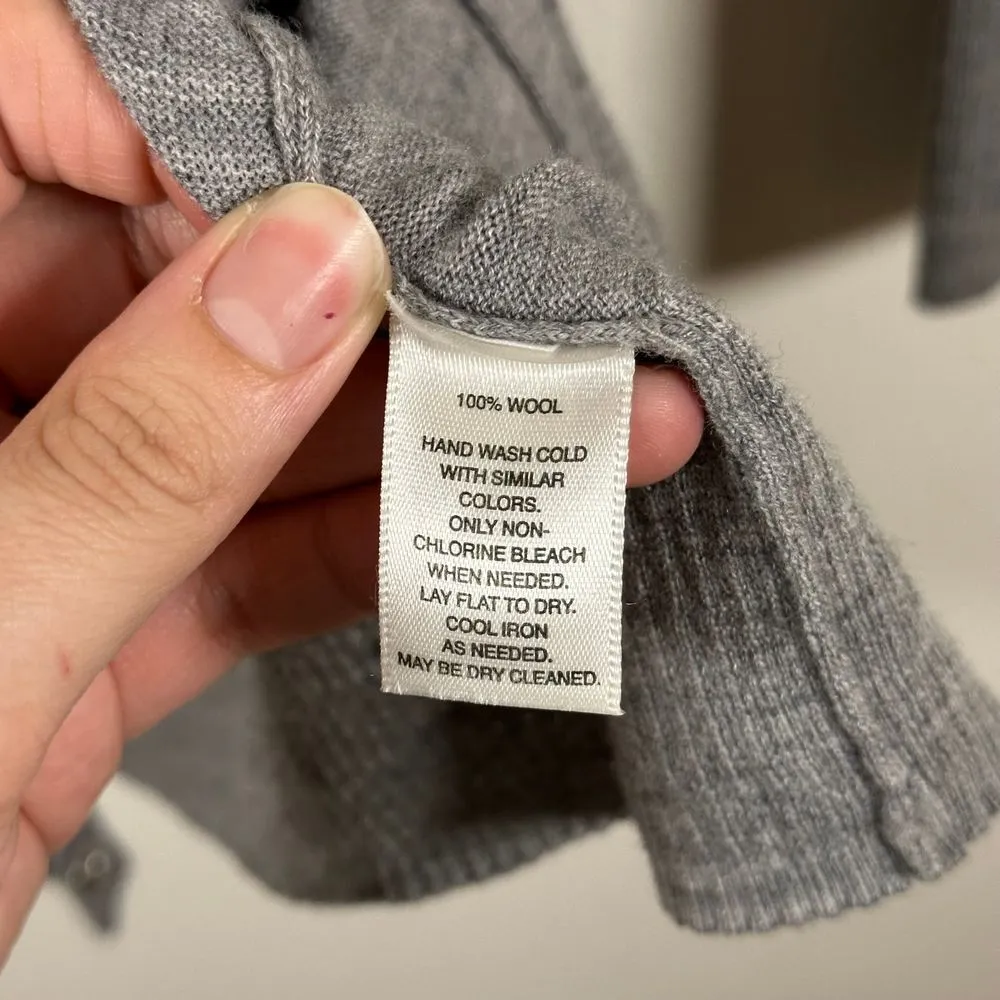 100% WOOL
HAND WASH COLD
WITH SIMILAR
COLORS.
ONLY NON-
CHLORINE BLEACH
WHEN NEEDED.
LAY FLAT TO DRY.
COOL IRON
AS NEEDED.
MAY BE DRY CLEANED.